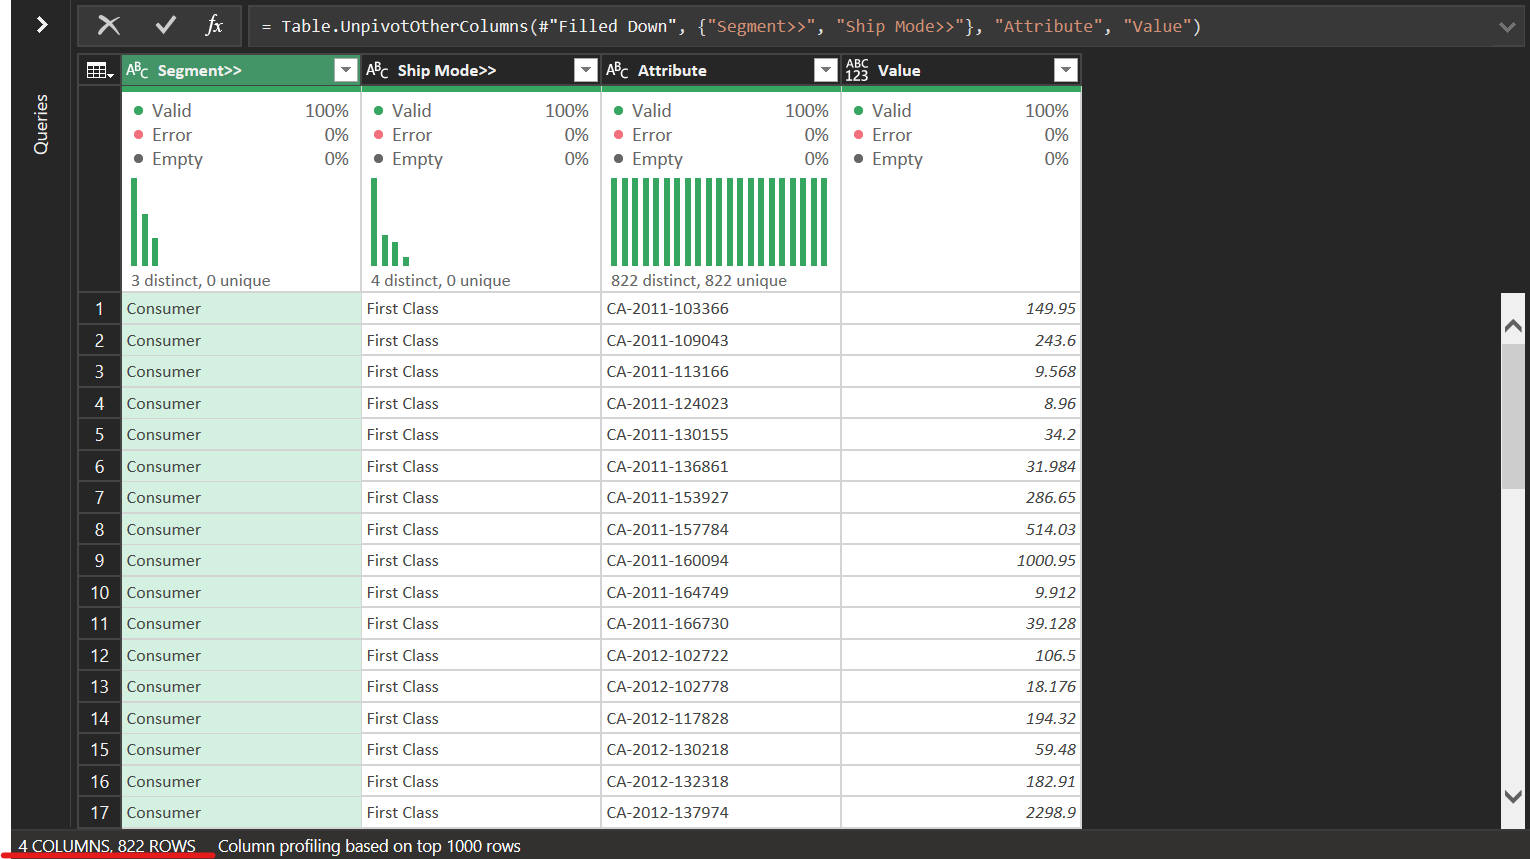 fx = Table.UnpivotOtherColumns(#"Filled Down", {"Segment>>", "Ship Mode>>"}, "Attribute", "Value")
Queries
ABC Segment>> ABC Ship Mode>> ABC Attribute ABC 123 Value
Valid 100% Valid 100% Valid 100% Valid 100%
Error 0% Error 0% Error 0% Error 0%
Empty 0% Empty 0% Empty 0% Empty 0%
3 distinct, 0 unique 4 distinct, 0 unique 822 distinct, 822 unique
1 Consumer First Class CA-2011-103366 149.95
2 Consumer First Class CA-2011-109043 243.6
3 Consumer First Class CA-2011-113166 9.568
4 Consumer First Class CA-2011-124023 8.96
5 Consumer First Class CA-2011-130155 34.2
6 Consumer First Class CA-2011-136861 31.984
7 Consumer First Class CA-2011-153927 286.65
8 Consumer First Class CA-2011-157784 514.03
9 Consumer First Class CA-2011-160094 1000.95
10 Consumer First Class CA-2011-164749 9.912
11 Consumer First Class CA-2011-166730 39.128
12 Consumer First Class CA-2012-102722 106.5
13 Consumer First Class CA-2012-102778 18.176
14 Consumer First Class CA-2012-117828 194.32
15 Consumer First Class CA-2012-130218 59.48
16 Consumer First Class CA-2012-132318 182.91
17 Consumer First Class CA-2012-137974 2298.9
4 COLUMNS, 822 ROWS Column profiling based on top 1000 rows